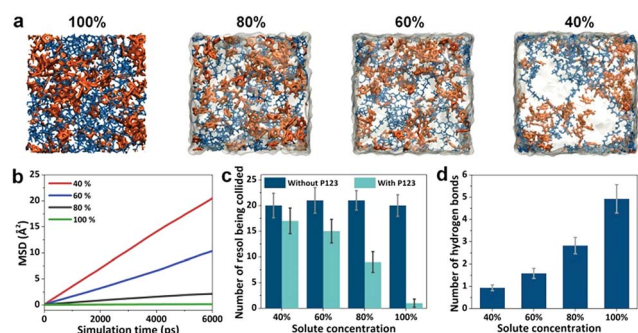 100% 80% 60% 40%
a
b
MSD (Å²)
25
20
15
10
5
0
40 %
60 %
80 %
100 %
0 2000 4000 6000
Simulation time (ps)
c
Number of resol being collided
25
20
15
10
5
0
Without P123 With P123
40% 60% 80% 100%
Solute concentration
d
Number of hydrogen bonds
6
5
4
3
2
1
0
40% 60% 80% 100%
Solute concentration